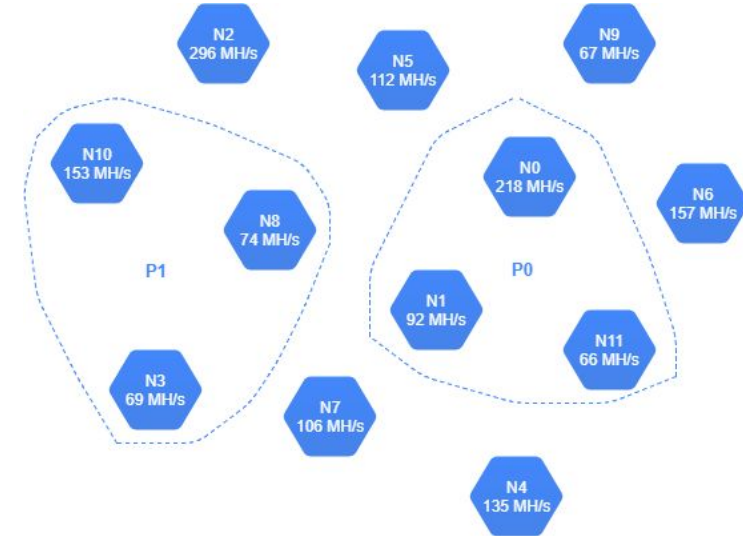 N2
296 MH/s
N9
67 MH/s
N5
112 MH/s
N10
153 MH/s
N0
218 MH/s
N6
157 MH/s
N8
74 MH/s
P1
P0
N1
92 MH/s
N11
66 MH/s
N3
69 MH/s
N7
106 MH/s
N4
135 MH/s